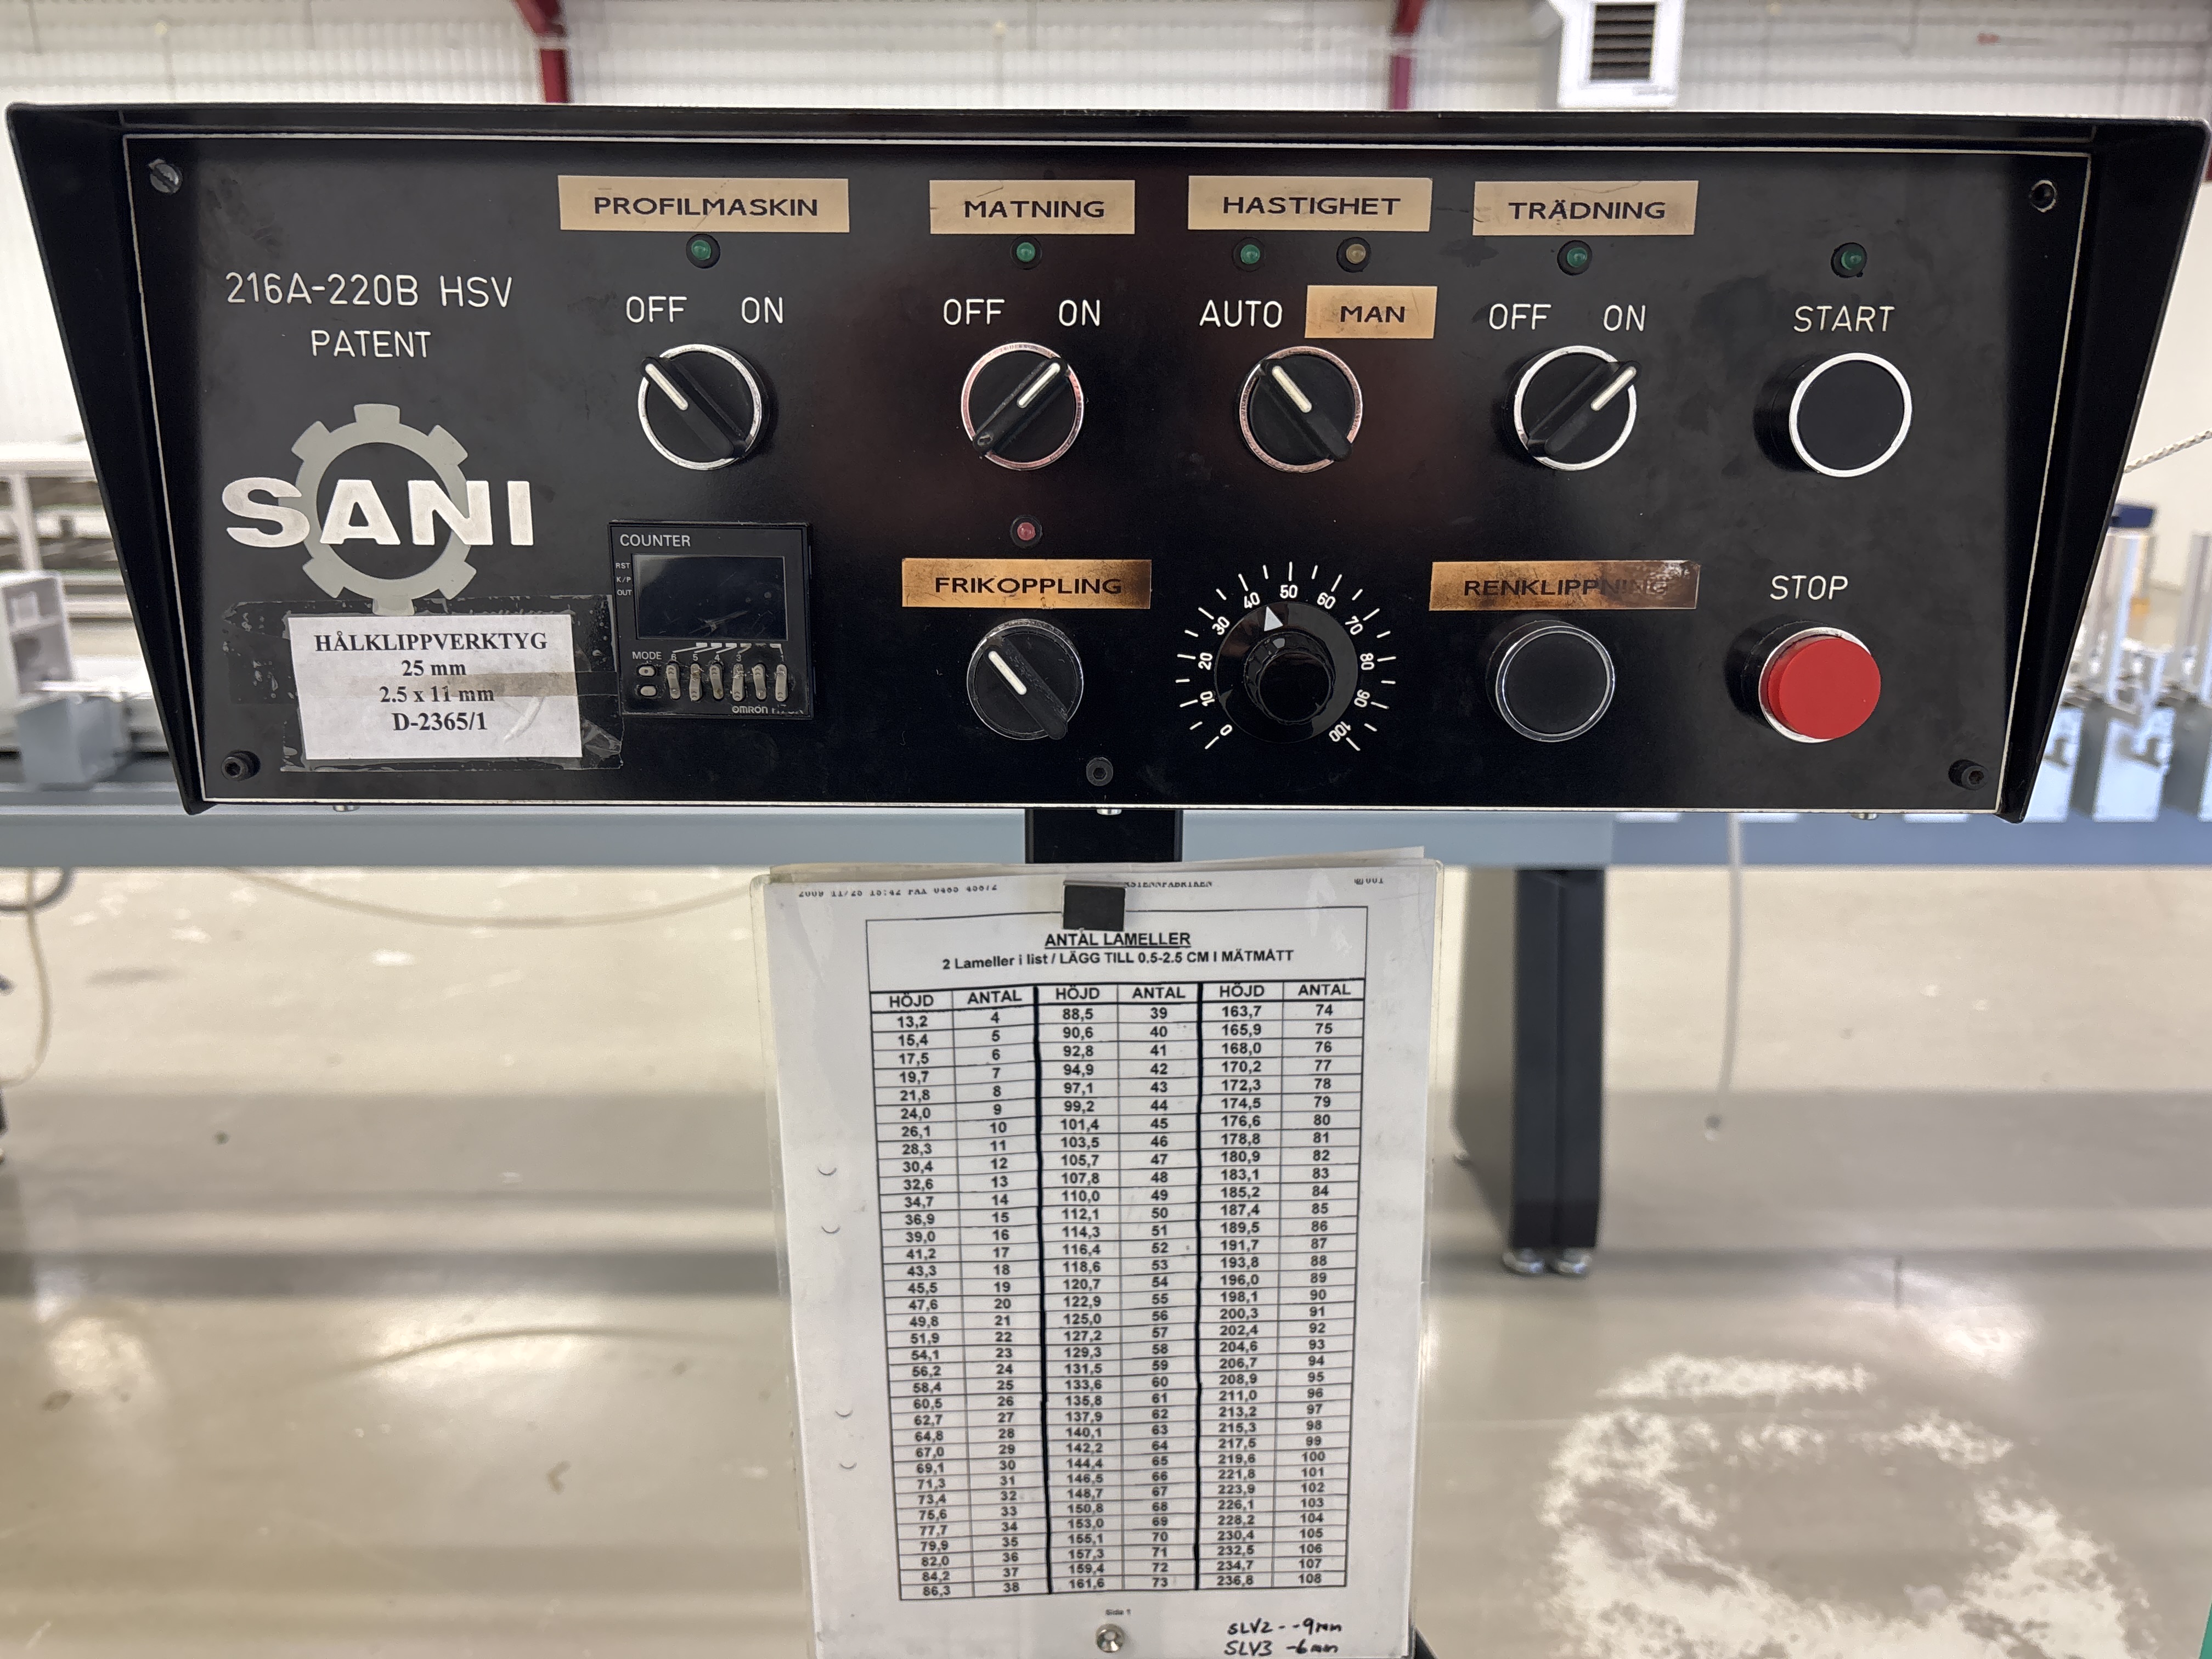 PROFILMASKIN
MATNING
HASTIGHET
TRÄDNING
216A-220B HSV
PATENT
OFF ON
OFF ON
AUTO MAN
OFF ON
START
SANI
COUNTER
RST
K/P
OUT
MODE 6 5 4 3
OMRON
FRIKOPPLING
0 10 20 30 40 50 60 70 80 90 100
RENKLIPPNING
STOP
HÅLKLIPPVERKTYG
25 mm
2.5 x 11 mm
D-2365/1
2009 11/26 15:42 FAX 001
ANTAL LAMELLER
2 Lameller i list / LÄGG TILL 0,5-2.5 CM I MÄTMÅTT
HÖJD ANTAL HÖJD ANTAL HÖJD ANTAL
13,2 4 88,5 39 163,7 74
15,4 5 90,6 40 165,9 75
17,5 6 92,8 41 168,0 76
19,7 7 94,9 42 170,2 77
21,8 8 97,1 43 172,3 78
24,0 9 99,2 44 174,5 79
26,1 10 101,4 45 176,6 80
28,3 11 103,5 46 178,8 81
30,4 12 105,7 47 180,9 82
32,6 13 107,8 48 183,1 83
34,7 14 110,0 49 185,2 84
36,9 15 112,1 50 187,4 85
39,0 16 114,3 51 189,5 86
41,2 17 116,4 52 191,7 87
43,3 18 118,6 53 193,8 88
45,5 19 120,7 54 196,0 89
47,6 20 122,9 55 198,1 90
49,8 21 125,0 56 200,3 91
51,9 22 127,2 57 202,4 92
54,1 23 129,3 58 204,6 93
56,2 24 131,5 59 206,7 94
58,4 25 133,6 60 208,9 95
60,5 26 135,8 61 211,0 96
62,7 27 137,9 62 213,2 97
64,8 28 140,1 63 215,3 98
67,0 29 142,2 64 217,5 99
69,1 30 144,4 65 219,6 100
71,3 31 146,5 66 221,8 101
73,4 32 148,7 67 223,9 102
75,6 33 150,8 68 226,1 103
77,7 34 153,0 69 228,2 104
79,9 35 155,1 70 230,4 105
82,0 36 157,3 71 232,5 106
84,2 37 159,4 72 234,7 107
86,3 38 161,6 73 236,8 108
Sida 1
SLV2 - -9mm
SLV3 -6mm